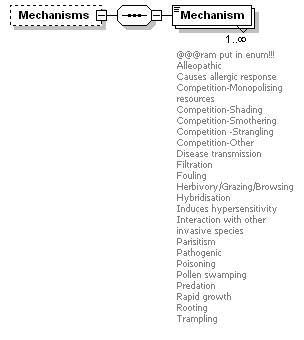 Mechanisms
Mechanism
1..∞
@@@ram put in enum!!!
Alleopathic
Causes allergic response
Competition-Monopolising
resources
Competition-Shading
Competition-Smothering
Competition -Strangling
Competition-Other
Disease transmission
Filtration
Fouling
Herbivory/Grazing/Browsing
Hybridisation
Induces hypersensitivity
Interaction with other
invasive species
Parisitism
Pathogenic
Poisoning
Pollen swamping
Predation
Rapid growth
Rooting
Trampling